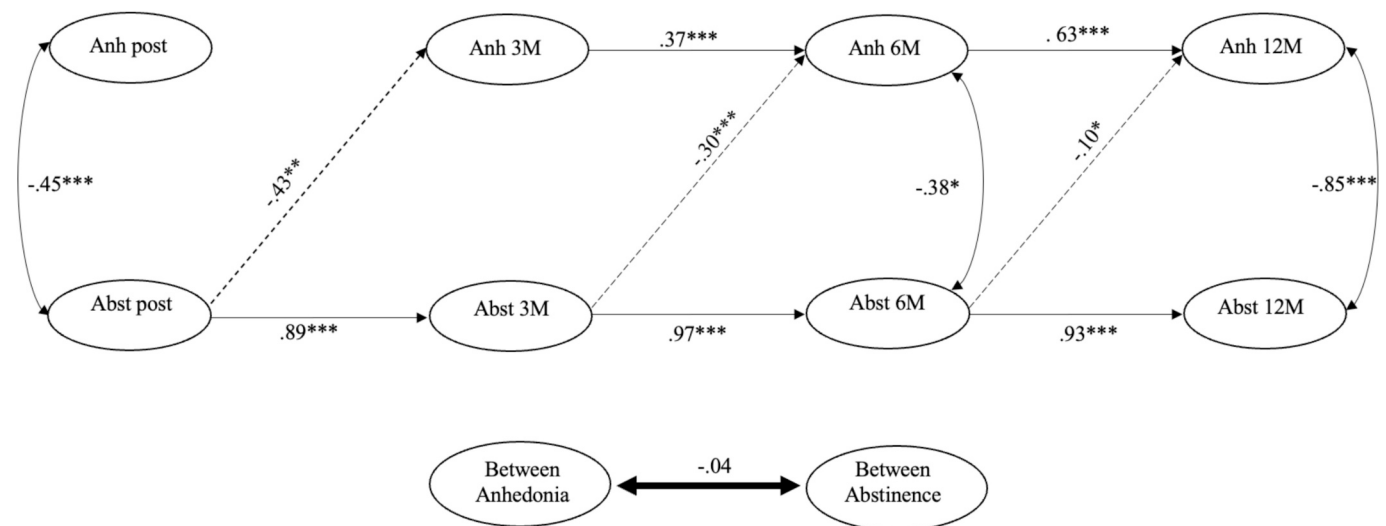 Anh post
Anh 3M
.37***
Anh 6M
. 63***
Anh 12M
-.45***
-.43**
-.30***
-.38*
-.10*
-.85***
Abst post
.89***
Abst 3M
.97***
Abst 6M
.93***
Abst 12M
Between
Anhedonia
-.04
Between
Abstinence